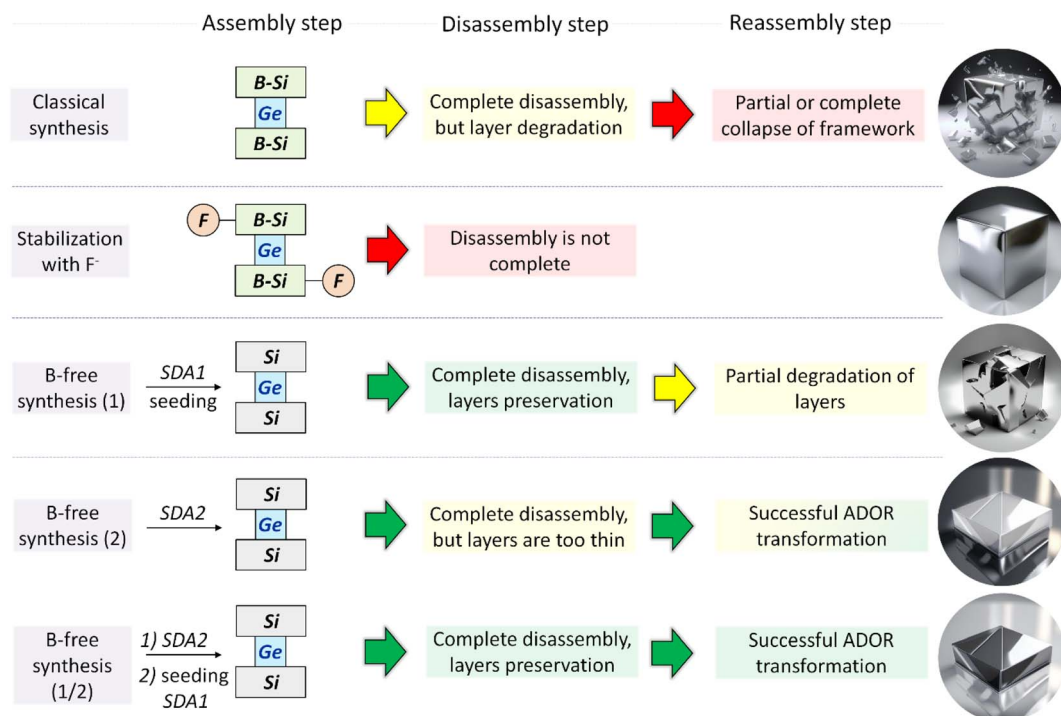 Assembly step
Disassembly step
Reassembly step
Classical
synthesis
B-Si
Ge
B-Si
Complete disassembly,
but layer degradation
Partial or complete
collapse of framework
Stabilization
with F⁻
F
B-Si
Ge
B-Si
F
Disassembly is not
complete
B-free
synthesis (1)
SDA1
seeding
Si
Ge
Si
Complete disassembly,
layers preservation
Partial degradation of
layers
B-free
synthesis (2)
SDA2
Si
Ge
Si
Complete disassembly,
but layers are too thin
Successful ADOR
transformation
B-free
synthesis
(1/2)
1) SDA2
2) seeding
SDA1
Si
Ge
Si
Complete disassembly,
layers preservation
Successful ADOR
transformation